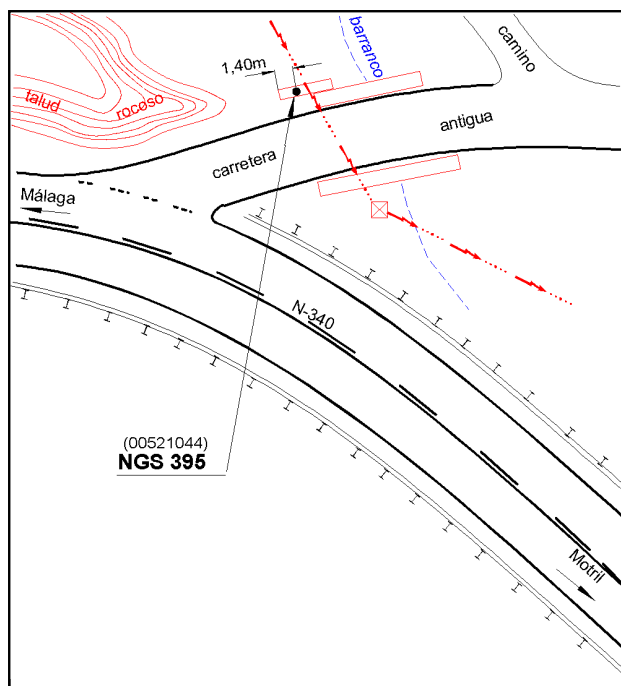 barranco
camino
1,40m
talud
rocoso
antigua
carretera
Málaga
N-340
(00521044)
NGS 395
Motril